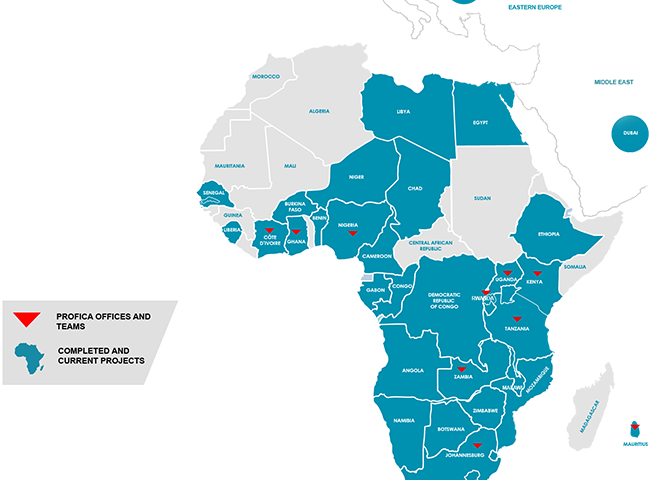 EASTERN EUROPE
MOROCCO
MIDDLE EAST
ALGERIA
LIBYA
EGYPT
DUBAI
MAURITANIA
MALI
NIGER
CHAD
SUDAN
SENEGAL
BURKINA
FASO
GUINEA
BENIN
NIGERIA
LIBERIA
CÔTE
D'IVOIRE
GHANA
ETHIOPIA
CENTRAL AFRICAN
REPUBLIC
CAMEROON
SOMALIA
UGANDA
KENYA
GABON
CONGO
DEMOCRATIC
REPUBLIC
OF CONGO
RWANDA
PROFICA OFFICES AND
TEAMS
TANZANIA
COMPLETED AND
CURRENT PROJECTS
ANGOLA
ZAMBIA
MALAWI
MOZAMBIQUE
ZIMBABWE
MADAGASCAR
NAMIBIA
BOTSWANA
MAURITIUS
JOHANNESBURG